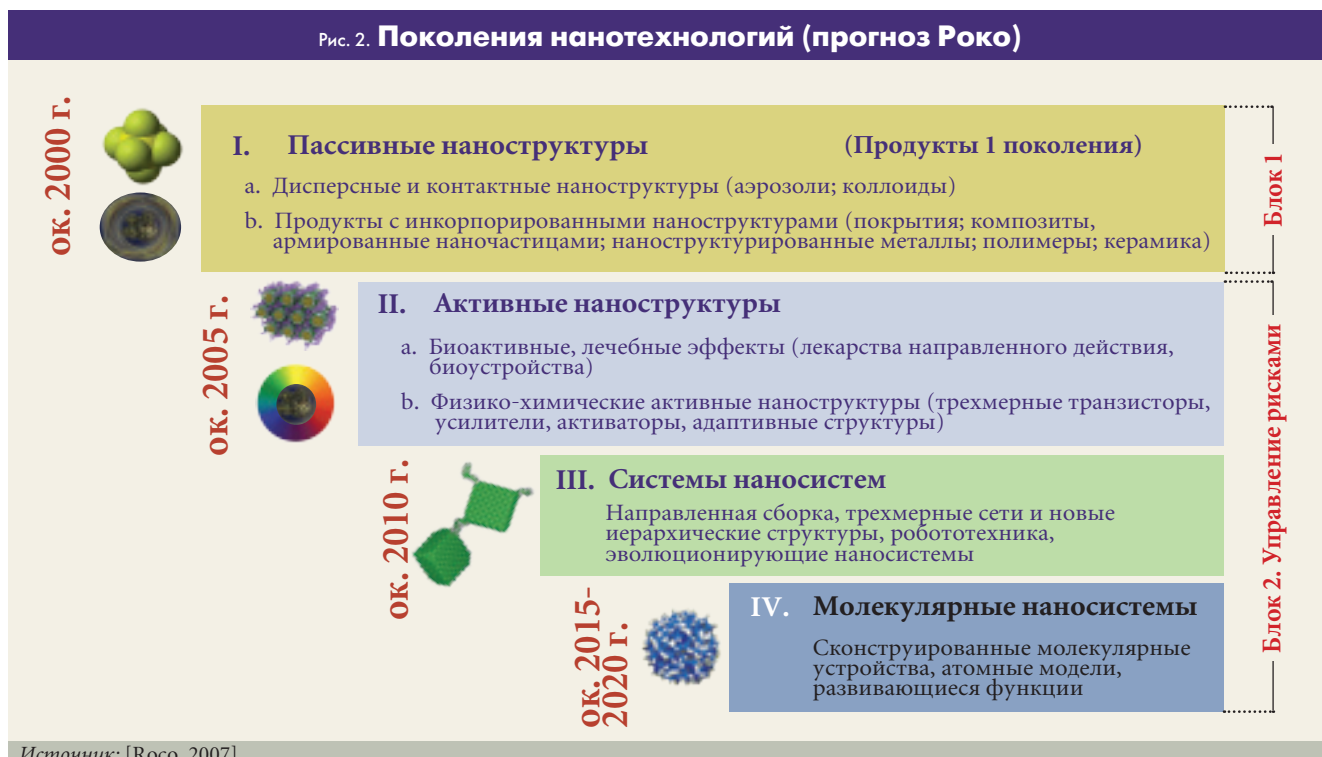 Рис. 2. Поколения нанотехнологий (прогноз Роко)
ок. 2000 г.
I. Пассивные наноструктуры (Продукты 1 поколения)
a. Дисперсные и контактные наноструктуры (аэрозоли; коллоиды)
b. Продукты с инкорпорированными наноструктурами (покрытия; композиты,
армированные наночастицами; наноструктурированные металлы; полимеры; керамика)
Блок 1
ок. 2005 г.
II. Активные наноструктуры
a. Биоактивные, лечебные эффекты (лекарства направленного действия,
биоустройства)
b. Физико-химические активные наноструктуры (трехмерные транзисторы,
усилители, активаторы, адаптивные структуры)
Блок 2. Управление рисками
ок. 2010 г.
III. Системы наносистем
Направленная сборка, трехмерные сети и новые
иерархические структуры, робототехника,
эволюционирующие наносистемы
ок. 2015-
2020 г.
IV. Молекулярные наносистемы
Сконструированные молекулярные
устройства, атомные модели,
развивающиеся функции
Источник: [Roco, 2007]